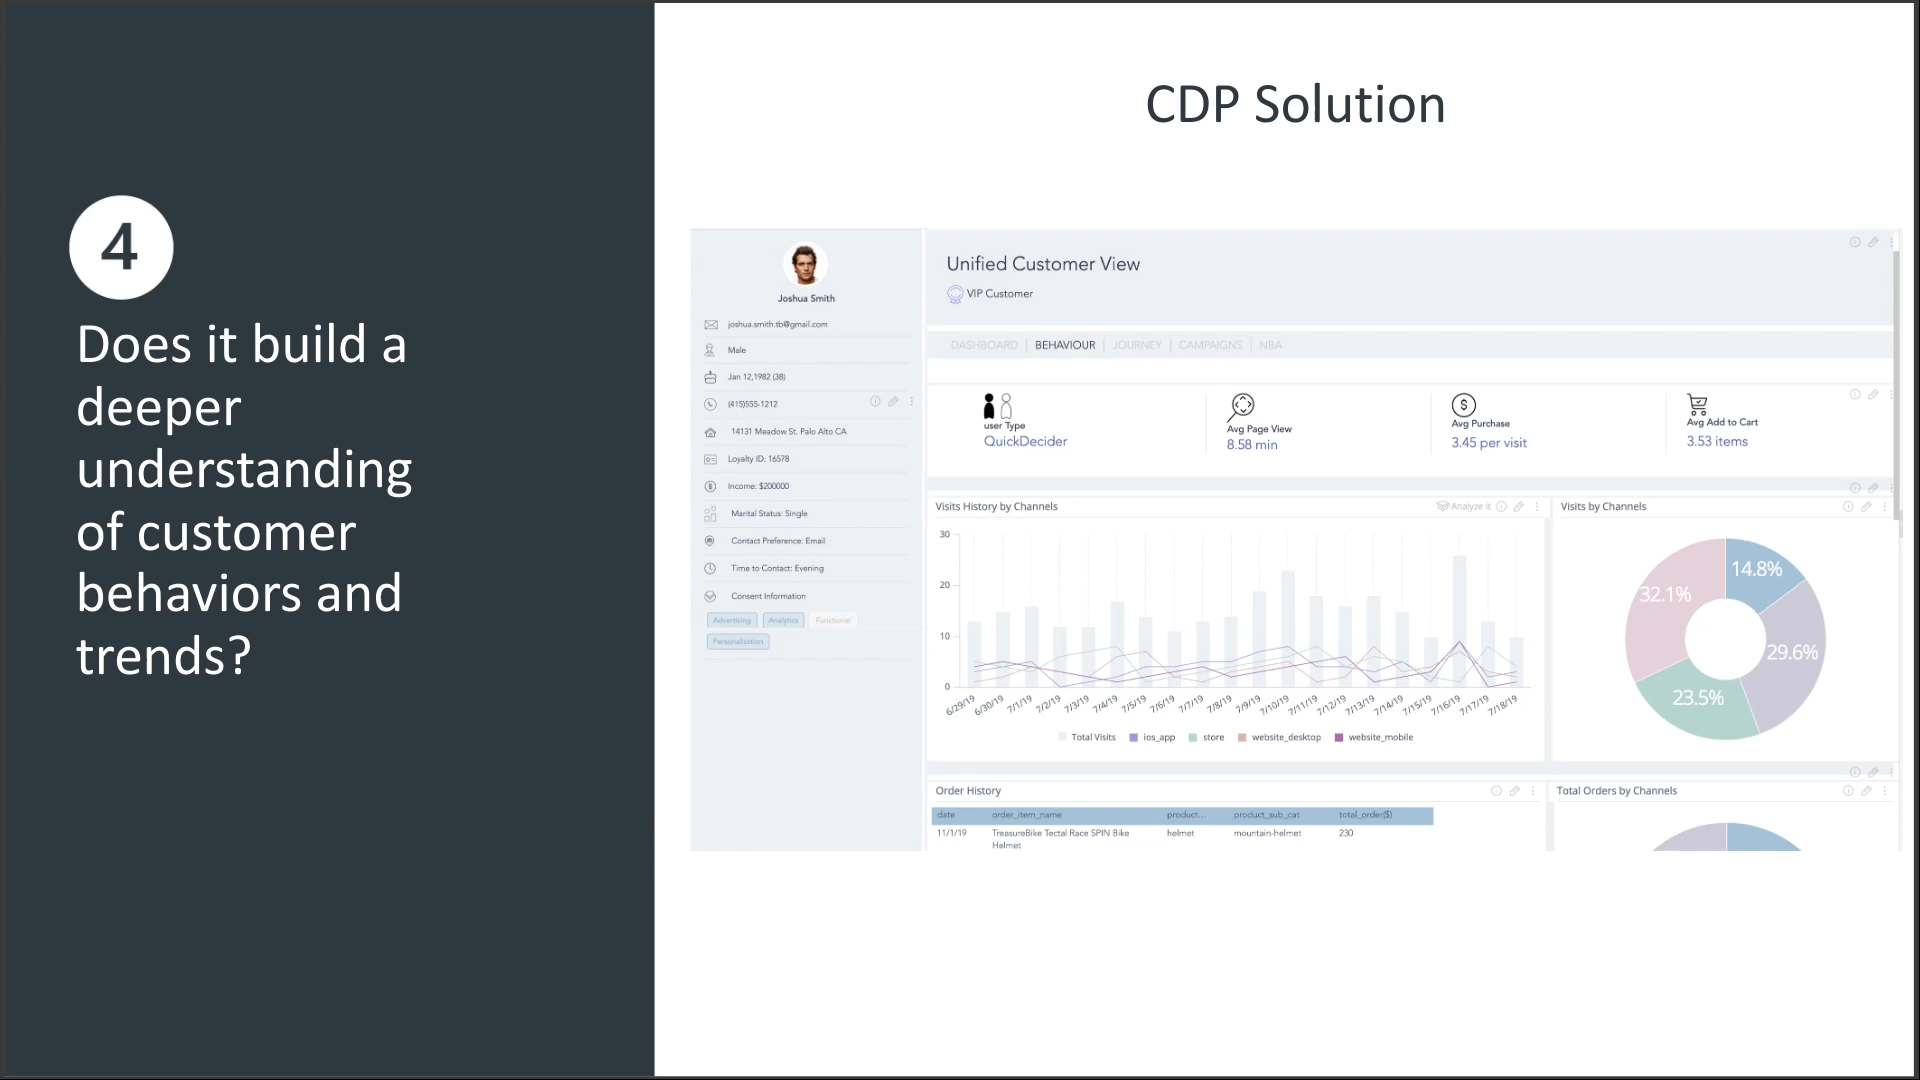 4
Does it build a
deeper
understanding
of customer
behaviors and
trends?
CDP Solution
Joshua Smith
joshua.smith.tb@gmail.com
Male
Jan 12,1982 (38)
(415)555-1212
14131 Meadow St. Palo Alto CA
Loyalty ID: 16578
Income: $200000
Marital Status: Single
Contact Preference: Email
Time to Contact: Evening
Consent Information
Advertising Analytics Functional
Personalization
Unified Customer View
VIP Customer
DASHBOARD BEHAVIOUR JOURNEY CAMPAIGNS NBA
user Type
QuickDecider
Avg Page View
8.58 min
Avg Purchase
3.45 per visit
Avg Add to Cart
3.53 items
Visits History by Channels
Analyze It
30
20
10
0
6/29/19 6/30/19 7/1/19 7/2/19 7/3/19 7/4/19 7/5/19 7/6/19 7/7/19 7/8/19 7/9/19 7/10/19 7/11/19 7/12/19 7/13/19 7/14/19 7/15/19 7/16/19 7/17/19 7/18/19
Total Visits ios_app store website_desktop website_mobile
Visits by Channels
14.8%
32.1%
29.6%
23.5%
Order History
date order_item_name product... product_sub_cat total_order($)
11/1/19 TreasureBike Tectal Race SPIN Bike helmet mountain-helmet 230
Helmet
Total Orders by Channels